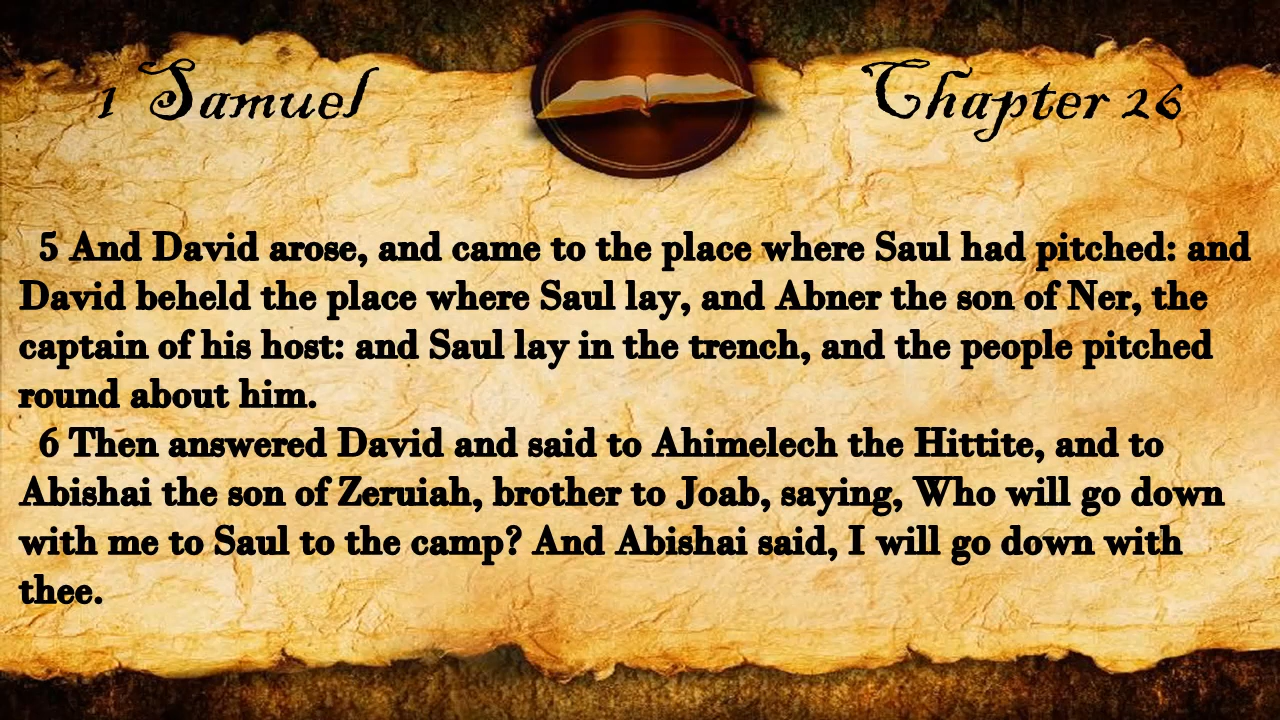 1 Samuel
Chapter 26
5 And David arose, and came to the place where Saul had pitched: and
David beheld the place where Saul lay, and Abner the son of Ner, the
captain of his host: and Saul lay in the trench, and the people pitched
round about him.
6 Then answered David and said to Ahimelech the Hittite, and to
Abishai the son of Zeruiah, brother to Joab, saying, Who will go down
with me to Saul to the camp? And Abishai said, I will go down with
thee.